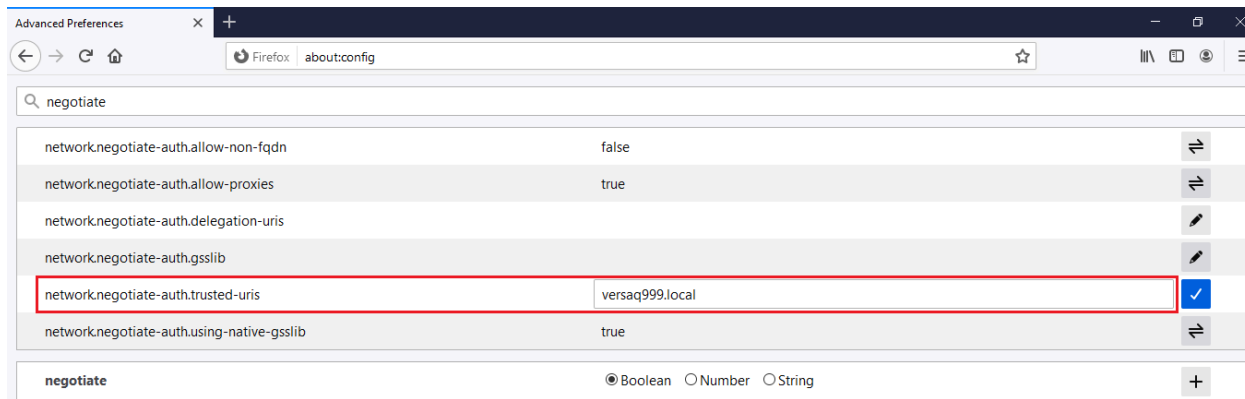 Advanced Preferences
Firefox about:config
negotiate
network.negotiate-auth.allow-non-fqdn false
network.negotiate-auth.allow-proxies true
network.negotiate-auth.delegation-uris
network.negotiate-auth.gsslib
network.negotiate-auth.trusted-uris versaq999.local
network.negotiate-auth.using-native-gsslib true
negotiate Boolean Number String